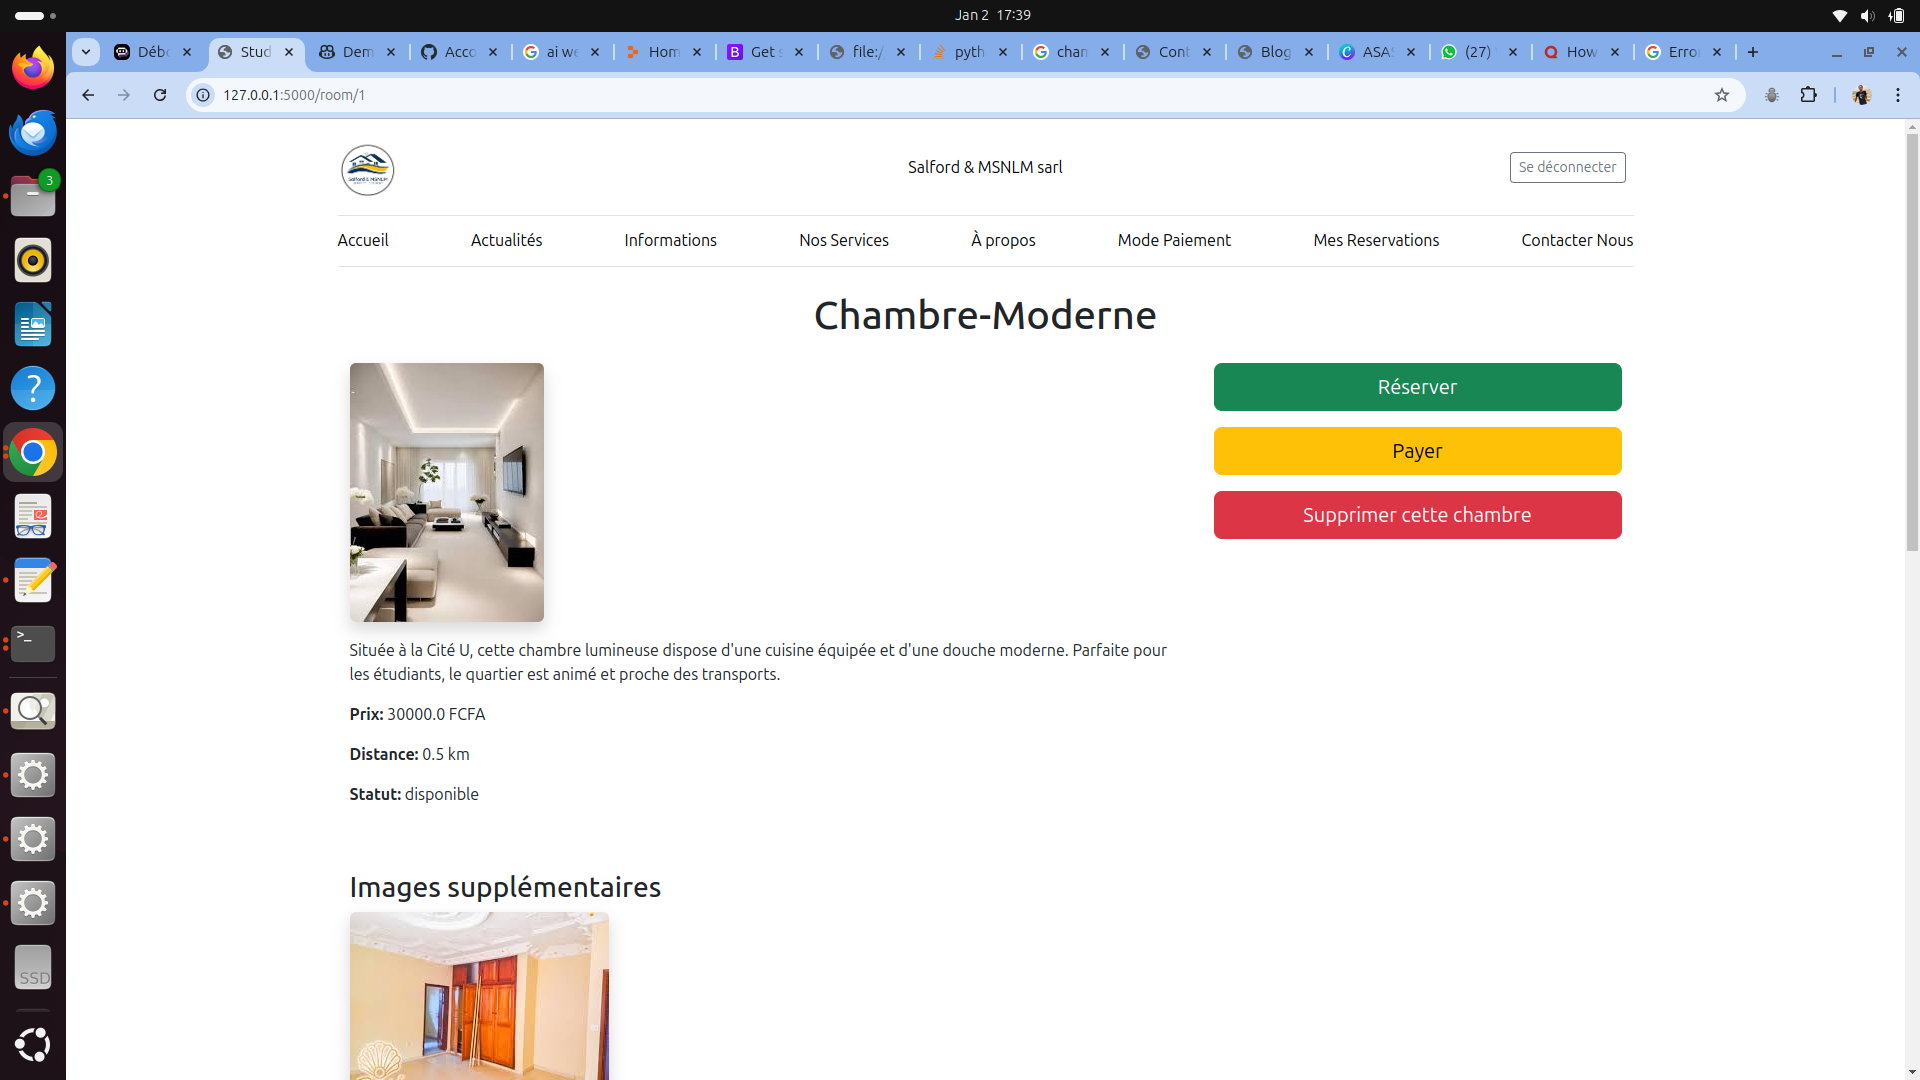 Jan 2 17:39
Débo
Stud
Dem
Acco
ai we
Hom
Get s
file:/
pyth
chan
Cont
Blog
ASAS
(27)
How
Erro
127.0.0.1:5000/room/1
3
Salford & MSNLM
Salford & MSNLM sarl
Se déconnecter
Accueil
Actualités
Informations
Nos Services
À propos
Mode Paiement
Mes Reservations
Contacter Nous
Chambre-Moderne
Réserver
Payer
Supprimer cette chambre
Située à la Cité U, cette chambre lumineuse dispose d'une cuisine équipée et d'une douche moderne. Parfaite pour
les étudiants, le quartier est animé et proche des transports.
Prix: 30000.0 FCFA
Distance: 0.5 km
Statut: disponible
Images supplémentaires
SSD